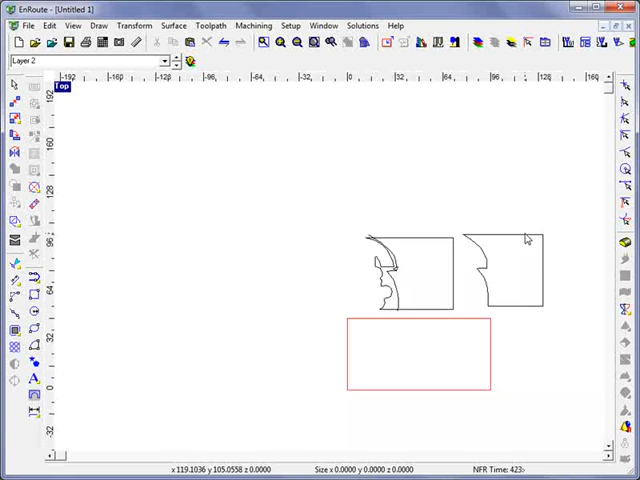 EnRoute - [Untitled 1]
File Edit View Draw Transform Surface Toolpath Machining Setup Window Solutions Help
Layer 2
-192 -160 -128 -96 -64 -32 0 32 64 96 128 160
Top
192
160
128
96
64
32
0
-32
x 119.1036 y 105.0558 z 0.0000 Size x 0.0000 y 0.0000 z 0.0000 NFR Time: 423>